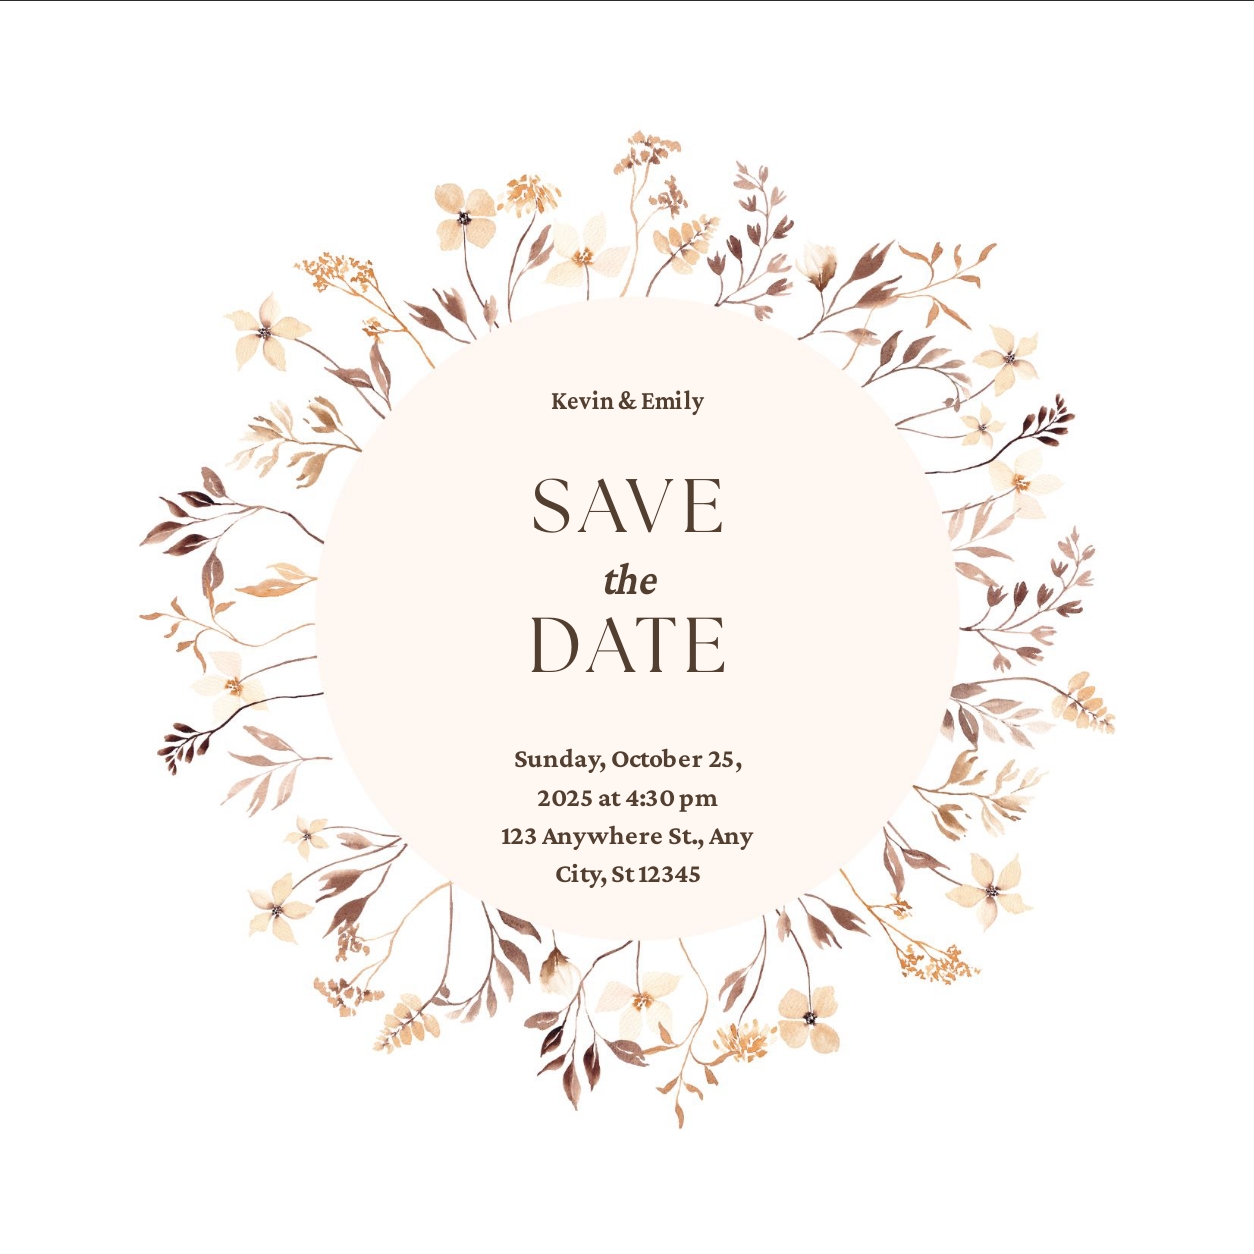 Kevin & Emily
SAVE
the
DATE
Sunday, October 25,
2025 at 4:30 pm
123 Anywhere St., Any
City, St 12345